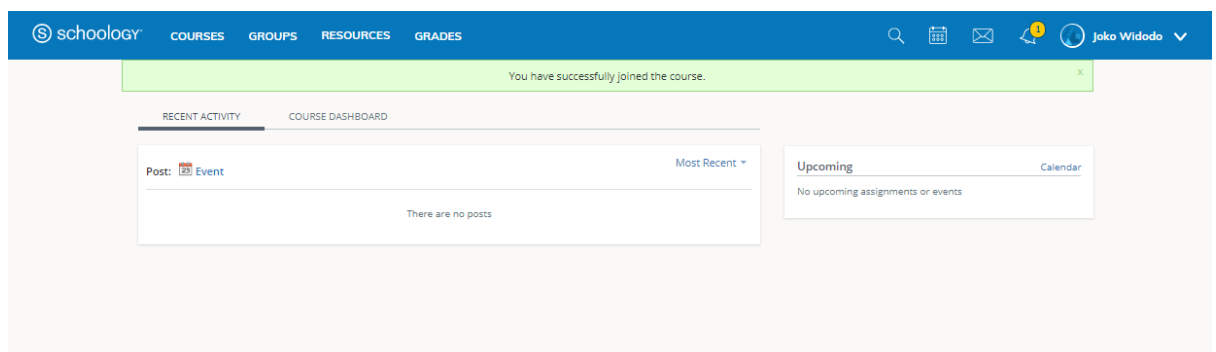 S schoology COURSES GROUPS RESOURCES GRADES 1 Joko Widodo
You have successfully joined the course. x
RECENT ACTIVITY COURSE DASHBOARD
Post: 23 Event Most Recent
There are no posts
Upcoming Calendar
No upcoming assignments or events